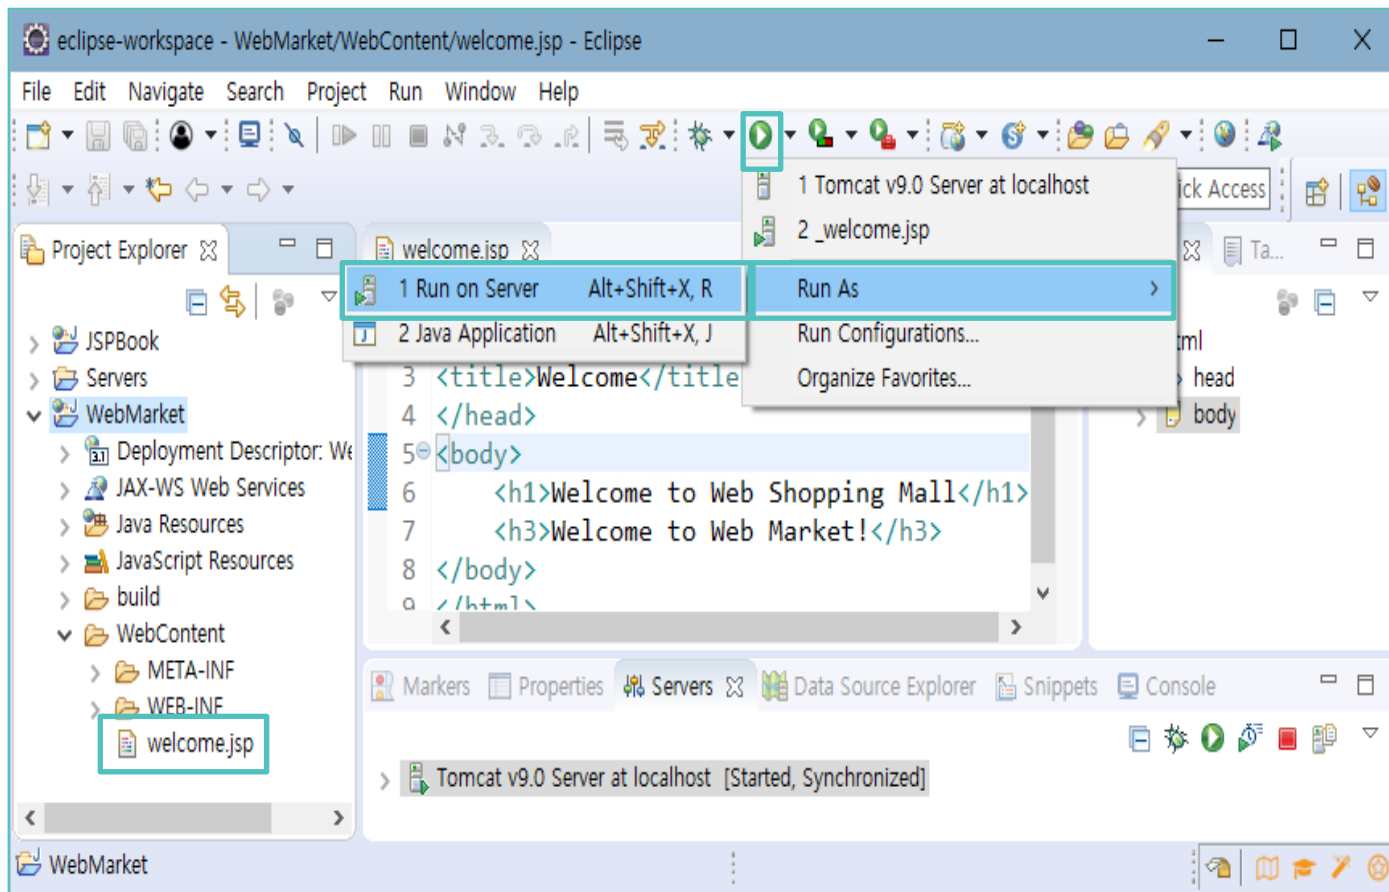 eclipse-workspace - WebMarket/WebContent/welcome.jsp - Eclipse
File Edit Navigate Search Project Run Window Help
1 Tomcat v9.0 Server at localhost
2 _welcome.jsp
Run As
Run Configurations...
Organize Favorites...
1 Run on Server Alt+Shift+X, R
2 Java Application Alt+Shift+X, J
ick Access
Project Explorer
JSPBook
Servers
WebMarket
Deployment Descriptor: We
JAX-WS Web Services
Java Resources
JavaScript Resources
build
WebContent
META-INF
WEB-INF
welcome.jsp
welcome.jsp
3 <title>Welcome</title
4 </head>
5 <body>
6 <h1>Welcome to Web Shopping Mall</h1>
7 <h3>Welcome to Web Market!</h3>
8 </body>
9 </html>
Ta...
tml
head
body
Markers Properties Servers Data Source Explorer Snippets Console
Tomcat v9.0 Server at localhost [Started, Synchronized]
WebMarket